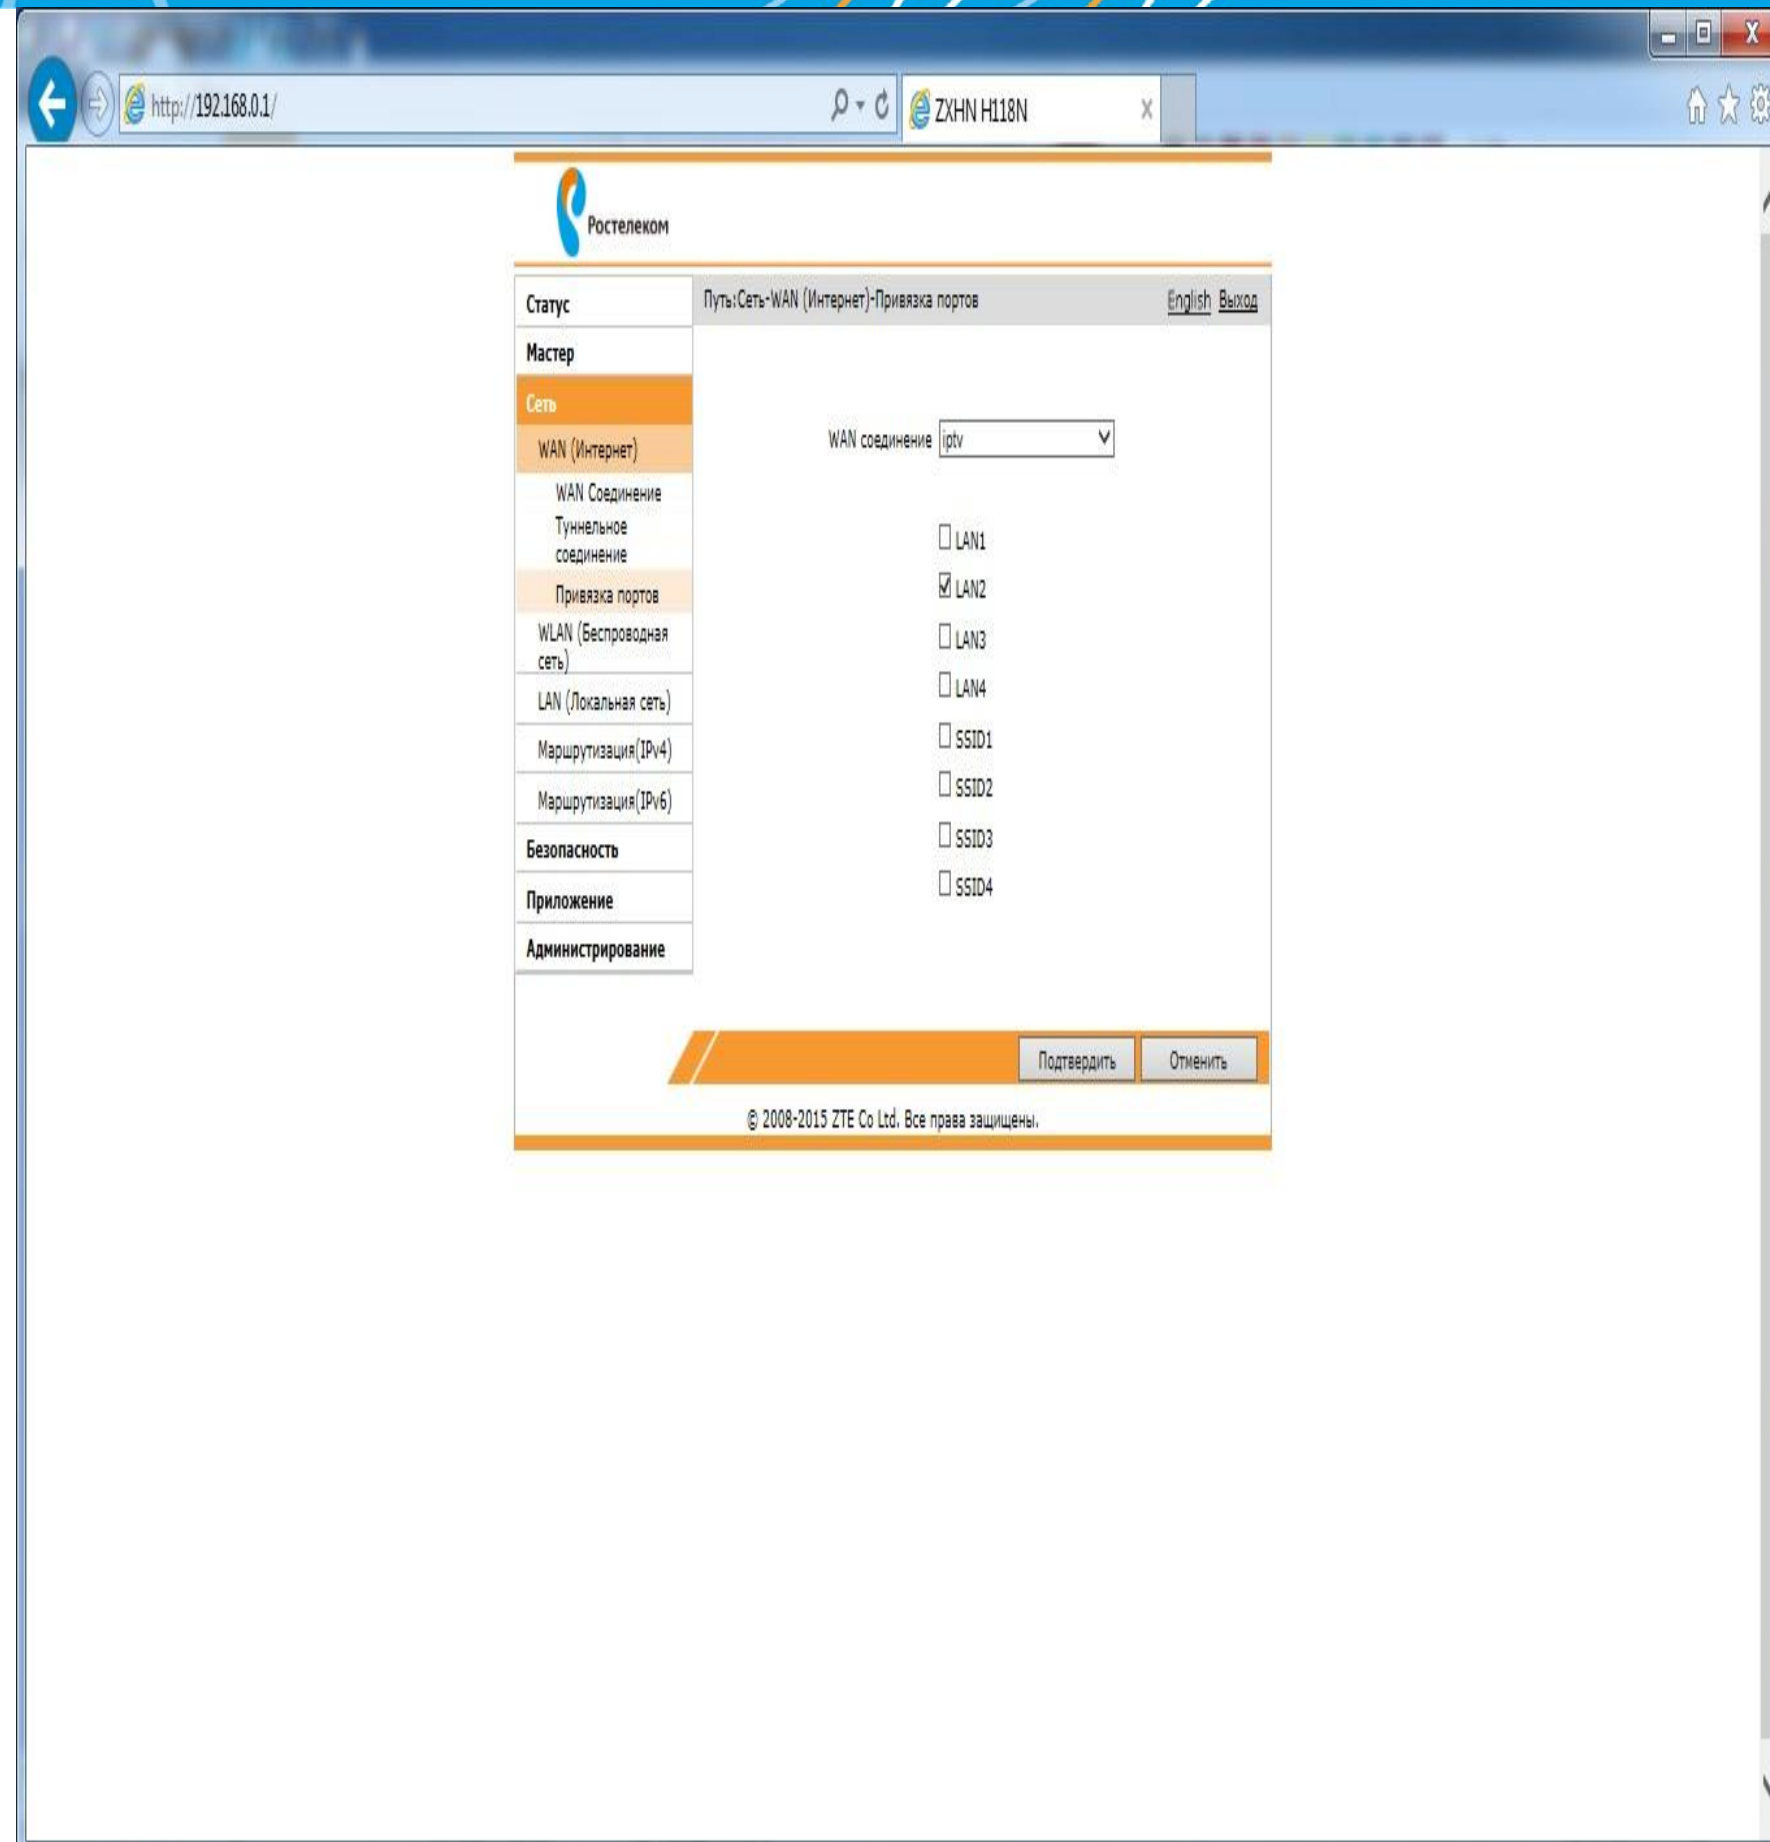 http://192.168.0.1/
ZXHN H118N
Ростелеком
Статус
Путь:Сеть-WAN (Интернет)-Привязка портов
English Выход
Мастер
Сеть
WAN (Интернет)
WAN соединение iptv
WAN Соединение
Туннельное
соединение
Привязка портов
WLAN (Беспроводная
сеть)
LAN (Локальная сеть)
Маршрутизация(IPv4)
Маршрутизация(IPv6)
Безопасность
Приложение
Администрирование
LAN1
LAN2
LAN3
LAN4
SSID1
SSID2
SSID3
SSID4
Подтвердить
Отменить
© 2008-2015 ZTE Co Ltd. Все права защищены.